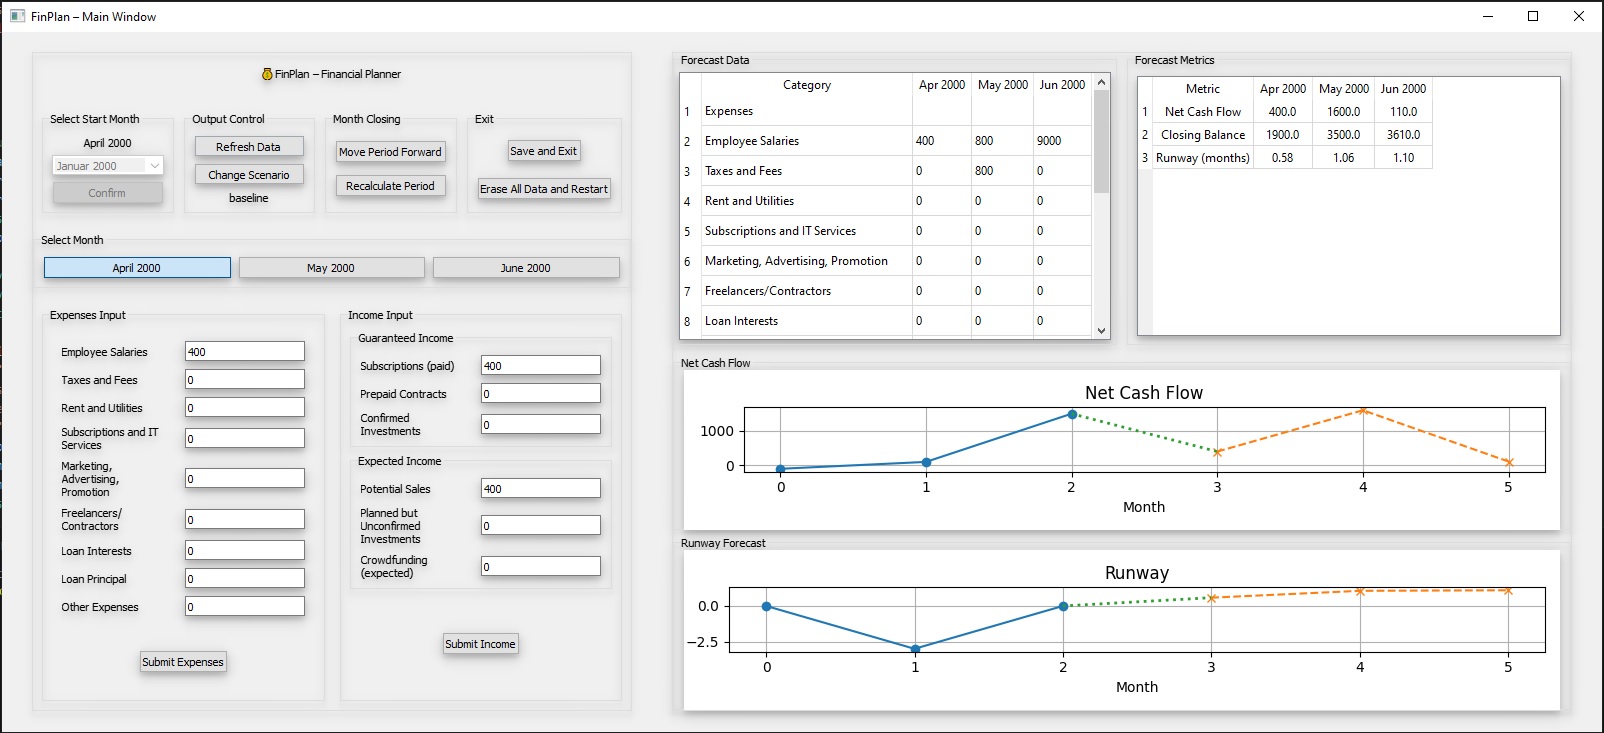 FinPlan – Main Window
💰 FinPlan – Financial Planner
Select Start Month
April 2000
Januar 2000
Confirm
Output Control
Refresh Data
Change Scenario
baseline
Month Closing
Move Period Forward
Recalculate Period
Exit
Save and Exit
Erase All Data and Restart
Select Month
April 2000
May 2000
June 2000
Expenses Input
Employee Salaries 400
Taxes and Fees 0
Rent and Utilities 0
Subscriptions and IT
Services 0
Marketing,
Advertising, 0
Promotion
Freelancers/
Contractors 0
Loan Interests 0
Loan Principal 0
Other Expenses 0
Submit Expenses
Income Input
Guaranteed Income
Subscriptions (paid) 400
Prepaid Contracts 0
Confirmed
Investments 0
Expected Income
Potential Sales 400
Planned but
Unconfirmed 0
Investments
Crowdfunding
(expected) 0
Submit Income
Forecast Data
Category Apr 2000 May 2000 Jun 2000
1 Expenses
2 Employee Salaries 400 800 9000
3 Taxes and Fees 0 800 0
4 Rent and Utilities 0 0 0
5 Subscriptions and IT Services 0 0 0
6 Marketing, Advertising, Promotion 0 0 0
7 Freelancers/Contractors 0 0 0
8 Loan Interests 0 0 0
Forecast Metrics
Metric Apr 2000 May 2000 Jun 2000
1 Net Cash Flow 400.0 1600.0 110.0
2 Closing Balance 1900.0 3500.0 3610.0
3 Runway (months) 0.58 1.06 1.10
Net Cash Flow
Net Cash Flow
1000
0
0 1 2 3 4 5
Month
Runway Forecast
Runway
0.0
−2.5
0 1 2 3 4 5
Month